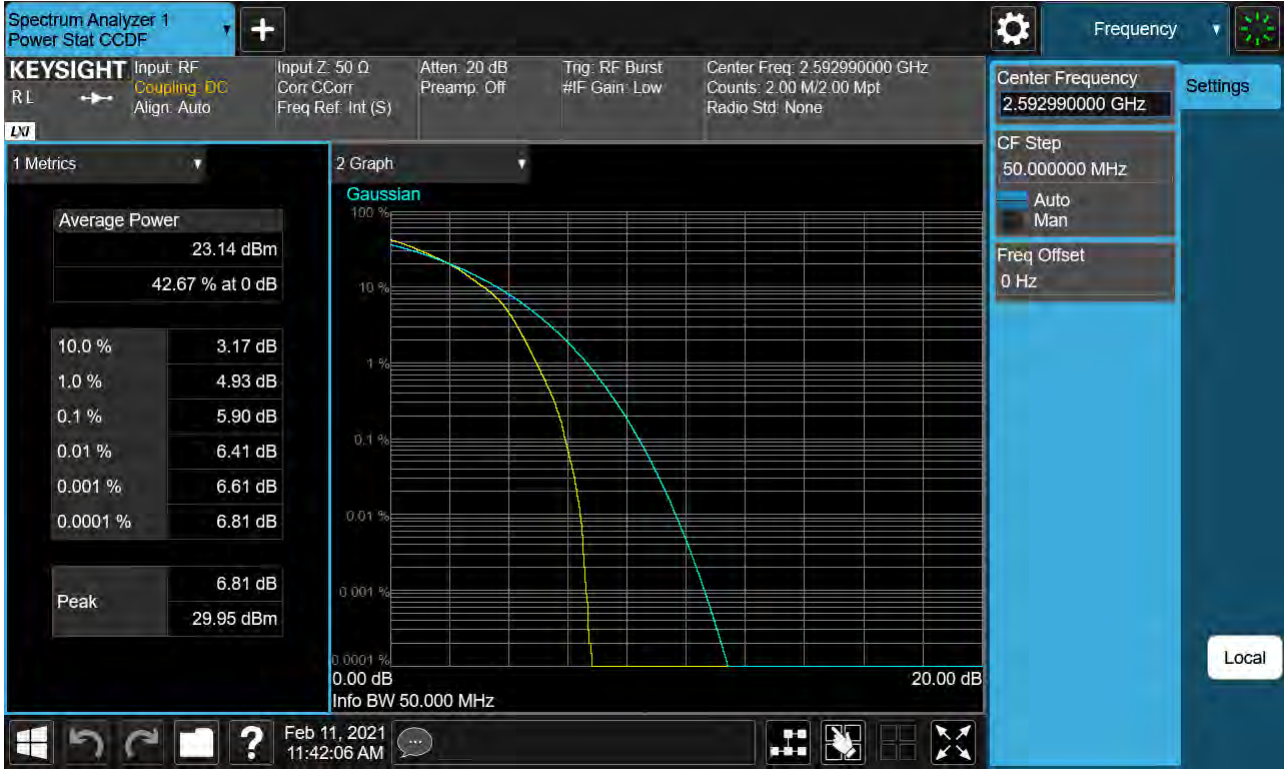 Spectrum Analyzer 1
Power Stat CCDF
Frequency
KEYSIGHT
RL
LXI
Input: RF
Coupling: DC
Align: Auto
Input Z: 50 Ω
Corr CCorr
Freq Ref: Int (S)
Atten: 20 dB
Preamp: Off
Trig: RF Burst
#IF Gain: Low
Center Freq: 2.592990000 GHz
Counts: 2.00 M/2.00 Mpt
Radio Std: None
Center Frequency
2.592990000 GHz
CF Step
50.000000 MHz
Auto
Man
Freq Offset
0 Hz
Settings
Local
1 Metrics
Average Power
23.14 dBm
42.67 % at 0 dB
10.0 % 3.17 dB
1.0 % 4.93 dB
0.1 % 5.90 dB
0.01 % 6.41 dB
0.001 % 6.61 dB
0.0001 % 6.81 dB
Peak
6.81 dB
29.95 dBm
2 Graph
Gaussian
100 %
10 %
1 %
0.1 %
0.01 %
0.001 %
0.0001 %
0.00 dB 20.00 dB
Info BW 50.000 MHz
Feb 11, 2021
11:42:06 AM